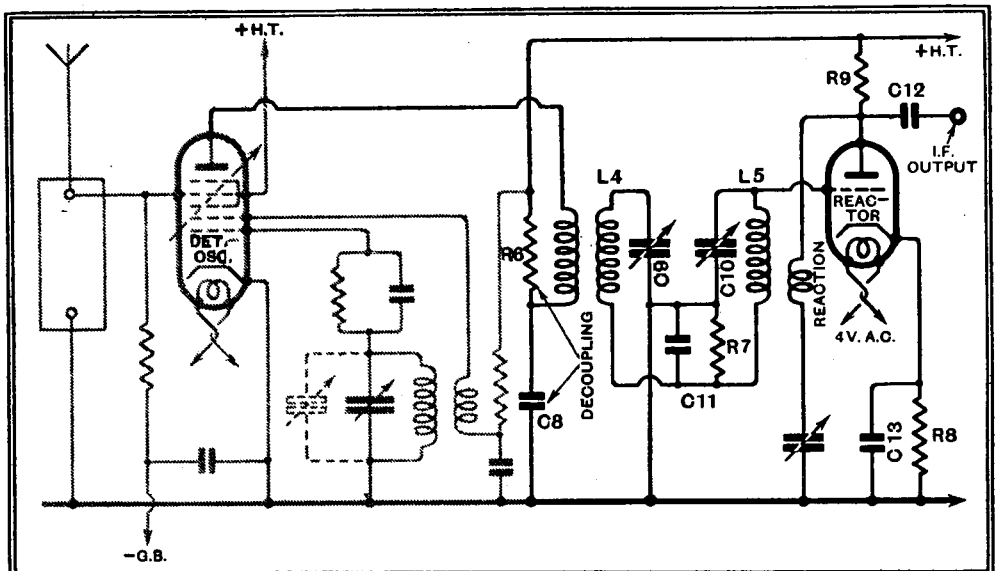 +H.T.
+H.T.
R9
C12
I.F.
OUTPUT
L4
L5
REAC-
TOR
DET.
OSC.
R6
C9
C10
REACTION
4V. A.C.
DECOUPLING
R7
C11
C8
C13
R8
-G.B.